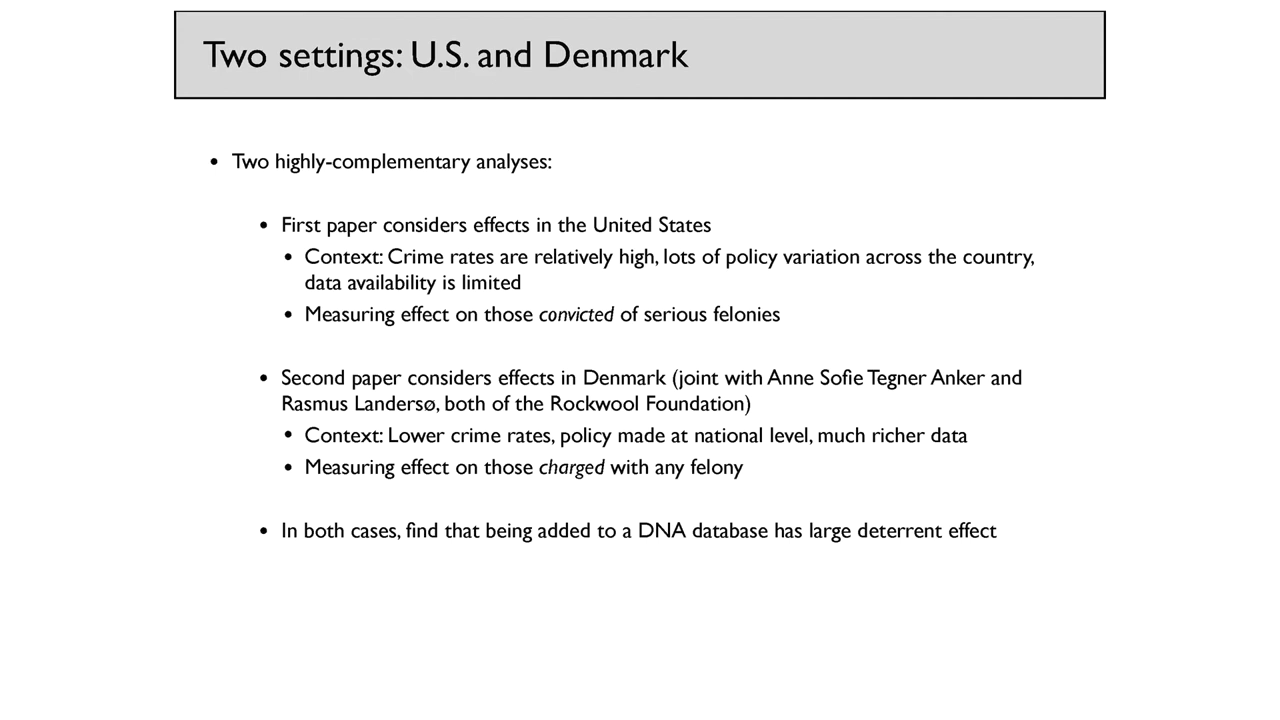 Two settings: U.S. and Denmark
• Two highly-complementary analyses:
• First paper considers effects in the United States
• Context: Crime rates are relatively high, lots of policy variation across the country,
data availability is limited
• Measuring effect on those convicted of serious felonies
• Second paper considers effects in Denmark (joint with Anne Sofie Tegner Anker and
Rasmus Landersø, both of the Rockwool Foundation)
• Context: Lower crime rates, policy made at national level, much richer data
• Measuring effect on those charged with any felony
• In both cases, find that being added to a DNA database has large deterrent effect